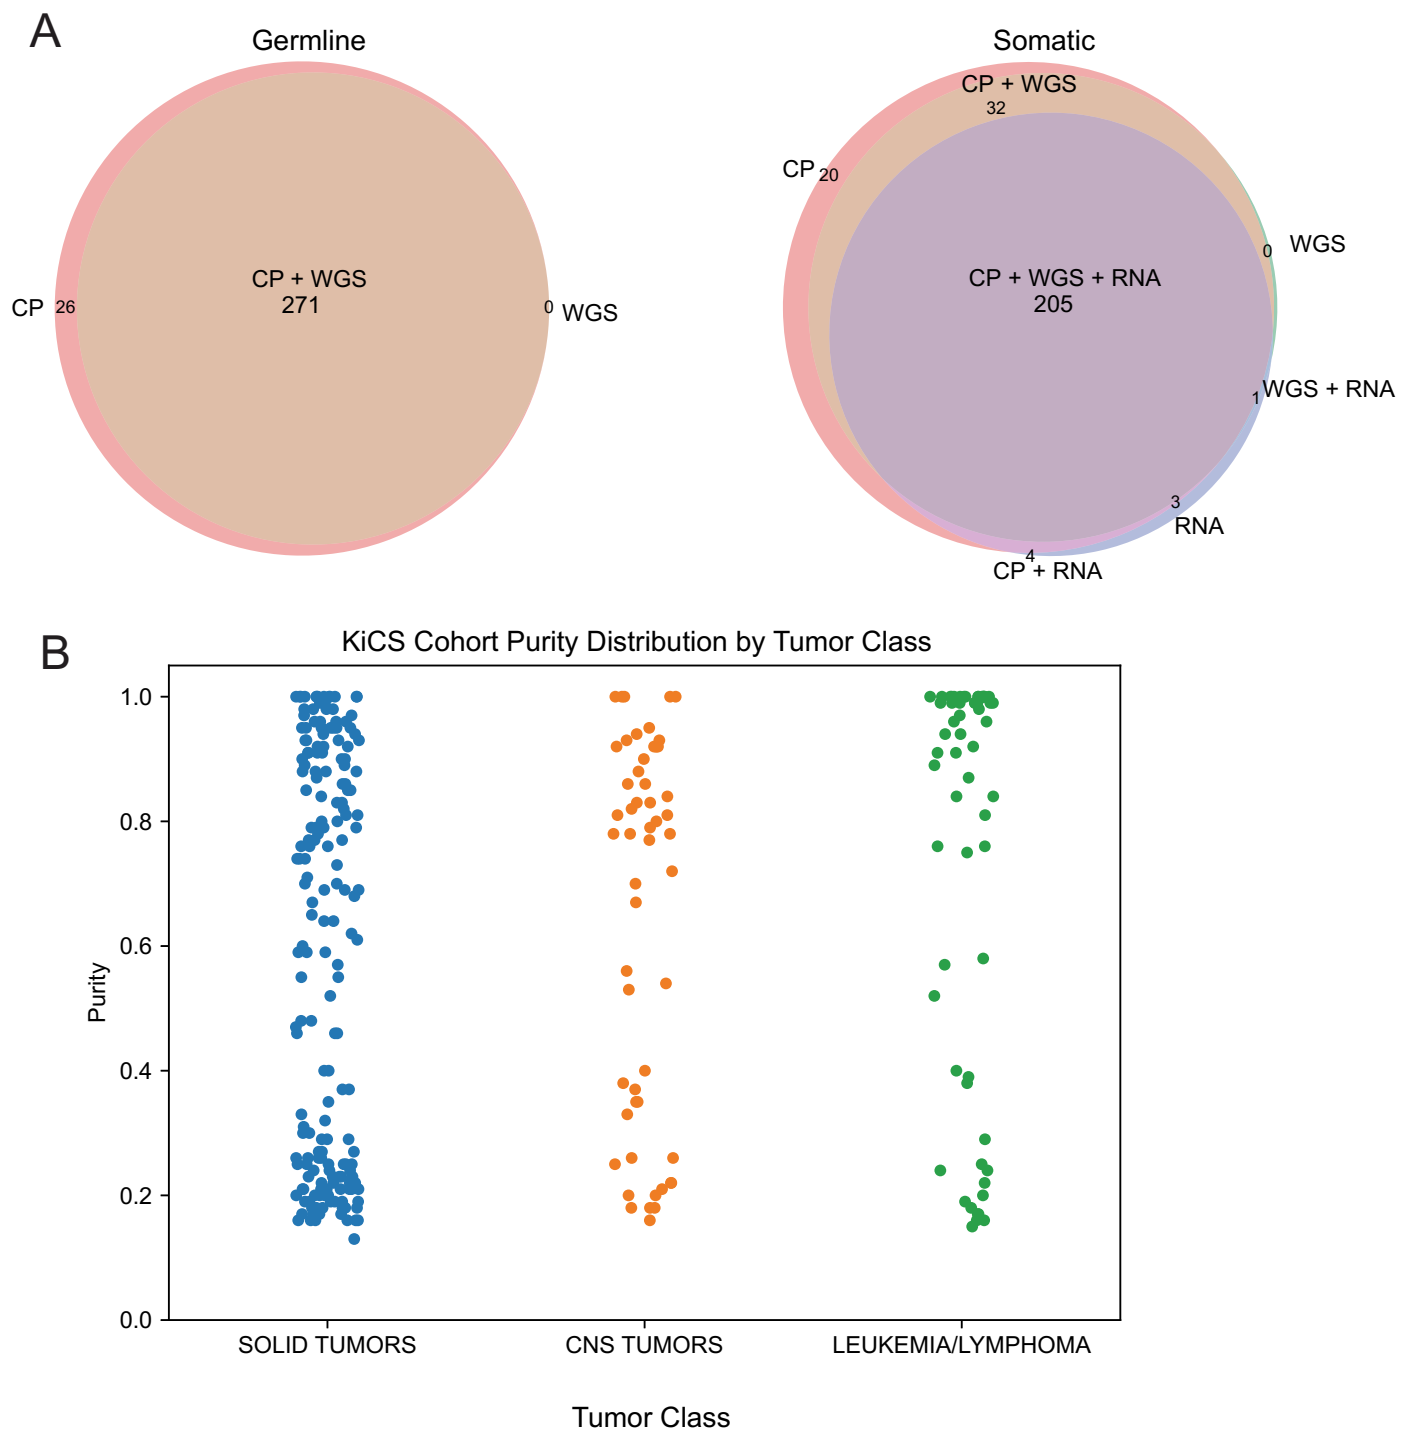 A
Germline
Somatic
CP + WGS
32
CP 20
WGS
0
CP + WGS
271
CP 26
0 WGS
CP + WGS + RNA
205
1 WGS + RNA
3
RNA
4
CP + RNA
B
KiCS Cohort Purity Distribution by Tumor Class
1.0
0.8
0.6
0.4
0.2
0.0
Purity
SOLID TUMORS
CNS TUMORS
LEUKEMIA/LYMPHOMA
Tumor Class